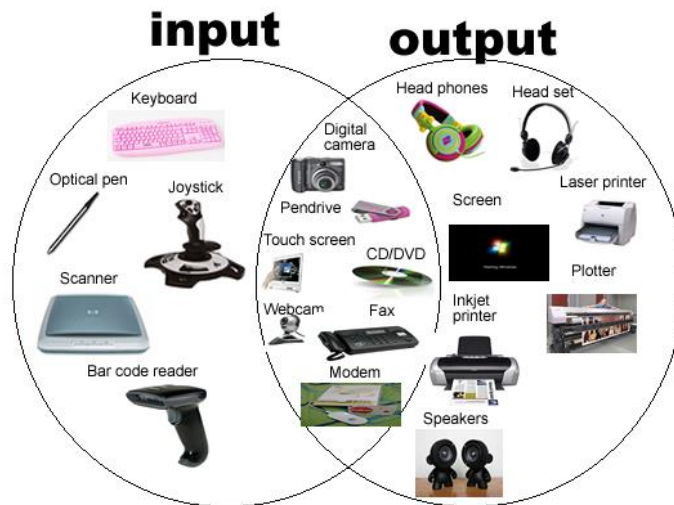 input
output
Keyboard
Optical pen
Joystick
Scanner
Bar code reader
Digital
camera
Pendrive
Touch screen
CD/DVD
Webcam
Fax
Modem
Head phones
Head set
Laser printer
Screen
Plotter
Inkjet
printer
Speakers